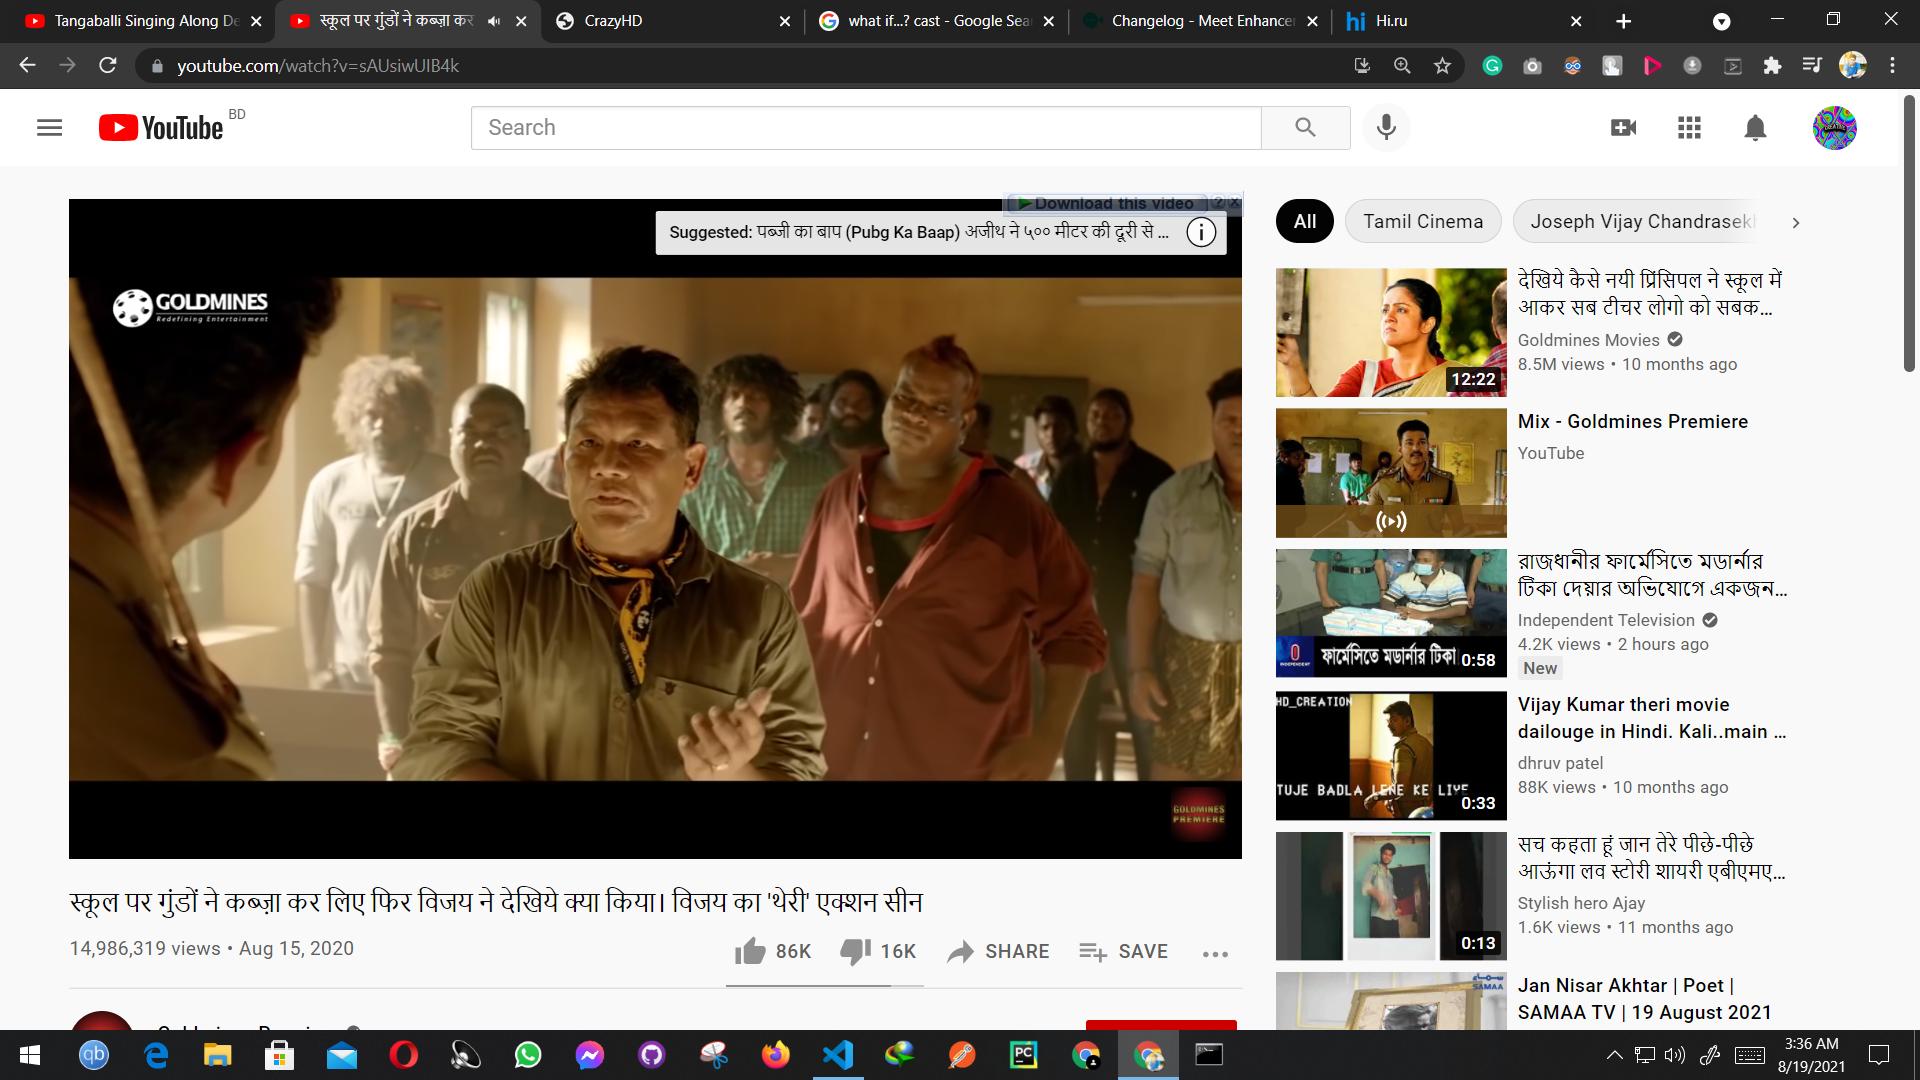 Tangaballi Singing Along De
स्कूल पर गुंडों ने कब्ज़ा कर
CrazyHD
what if...? cast - Google Sea
Changelog - Meet Enhancer
Hi.ru
youtube.com/watch?v=sAUsiwUIB4k
YouTube
BD
Search
Download this video
Suggested: पब्जी का बाप (Pubg Ka Baap) अजीथ ने ५०० मीटर की दूरी से ...
GOLDMINES
Redefining Entertainment
GOLDMINES
PREMIERE
स्कूल पर गुंडों ने कब्ज़ा कर लिए फिर विजय ने देखिये क्या किया। विजय का 'थेरी' एक्शन सीन
14,986,319 views • Aug 15, 2020
86K
16K
SHARE
SAVE
All
Tamil Cinema
Joseph Vijay Chandrasekh
12:22
देखिये कैसे नयी प्रिंसिपल ने स्कूल में
आकर सब टीचर लोगो को सबक...
Goldmines Movies
8.5M views • 10 months ago
Mix - Goldmines Premiere
YouTube
INDEPENDENT
ফার্মেসিতে মডার্নার টিকা
0:58
রাজধানীর ফার্মেসিতে মডার্নার
টিকা দেয়ার অভিযোগে একজন...
Independent Television
4.2K views • 2 hours ago
New
HD_CREATION
TUJE BADLA LENE KE LIYE
0:33
Vijay Kumar theri movie
dailouge in Hindi. Kali..main ...
dhruv patel
88K views • 10 months ago
0:13
सच कहता हूं जान तेरे पीछे-पीछे
आऊंगा लव स्टोरी शायरी एबीएमए...
Stylish hero Ajay
1.6K views • 11 months ago
SAMAA
Jan Nisar Akhtar | Poet |
SAMAA TV | 19 August 2021
qb
PC
3:36 AM
8/19/2021